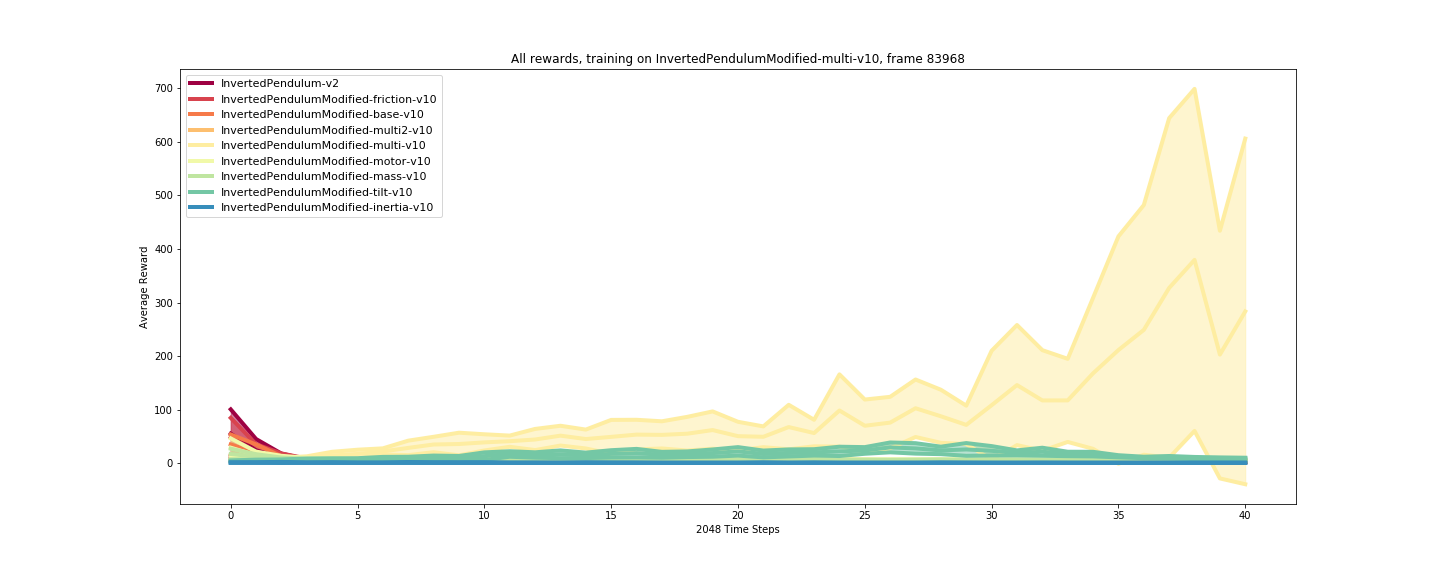 All rewards, training on InvertedPendulumModified-multi-v10, frame 83968
InvertedPendulum-v2
InvertedPendulumModified-friction-v10
InvertedPendulumModified-base-v10
InvertedPendulumModified-multi2-v10
InvertedPendulumModified-multi-v10
InvertedPendulumModified-motor-v10
InvertedPendulumModified-mass-v10
InvertedPendulumModified-tilt-v10
InvertedPendulumModified-inertia-v10
Average Reward
700
600
500
400
300
200
100
0
0 5 10 15 20 25 30 35 40
2048 Time Steps